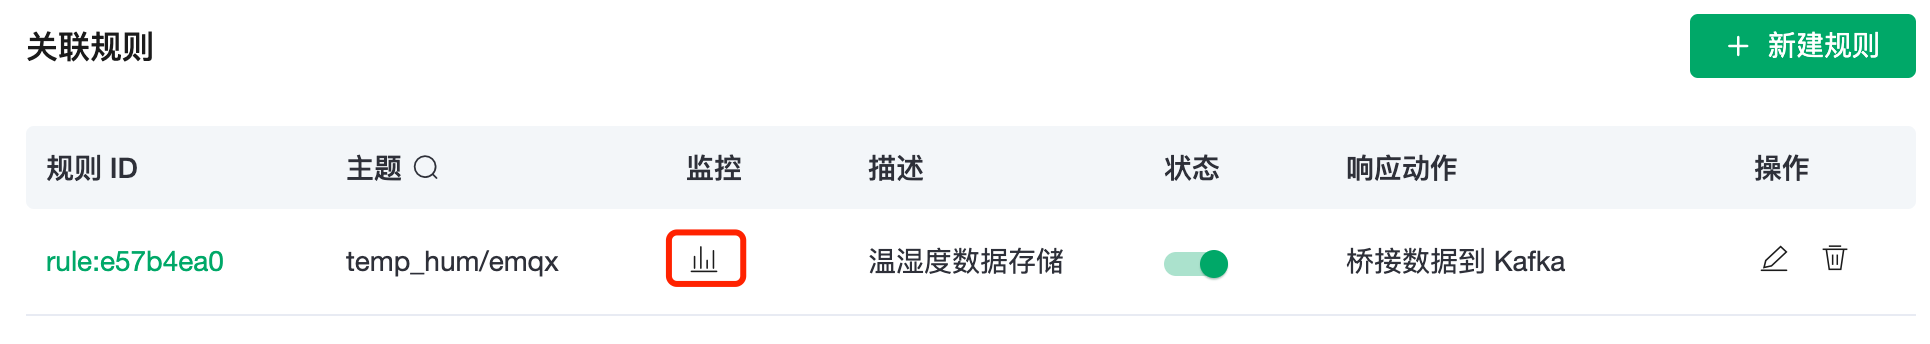 关联规则
+ 新建规则
规则 ID 主题 监控 描述 状态 响应动作 操作
rule:e57b4ea0 temp_hum/emqx 温湿度数据存储 桥接数据到 Kafka